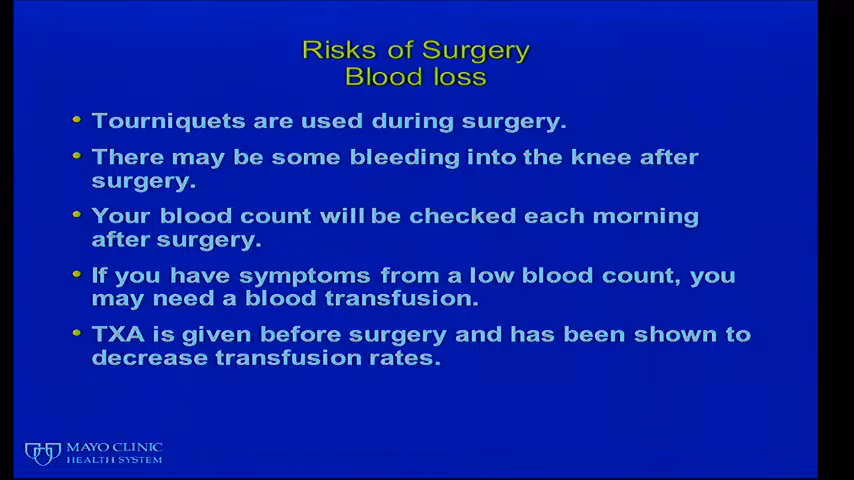 Risks of Surgery
Blood loss
• Tourniquets are used during surgery.
• There may be some bleeding into the knee after
surgery.
• Your blood count will be checked each morning
after surgery.
• If you have symptoms from a low blood count, you
may need a blood transfusion.
• TXA is given before surgery and has been shown to
decrease transfusion rates.
MAYO CLINIC
HEALTH SYSTEM